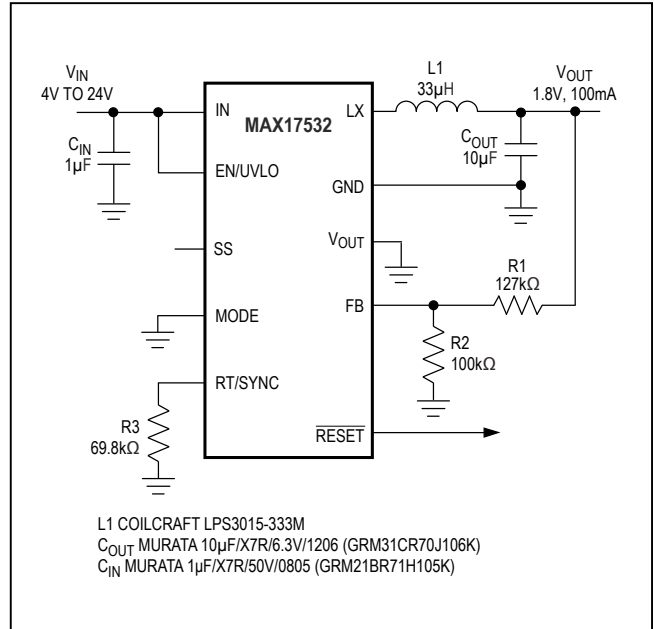 V_IN
4V TO 24V
C_IN
1µF
IN
EN/UVLO
SS
MODE
RT/SYNC
R3
69.8kΩ
MAX17532
LX
GND
V_OUT
FB
RESET
L1
33µH
V_OUT
1.8V, 100mA
C_OUT
10µF
R1
127kΩ
R2
100kΩ
L1 COILCRAFT LPS3015-333M
C_OUT MURATA 10µF/X7R/6.3V/1206 (GRM31CR70J106K)
C_IN MURATA 1µF/X7R/50V/0805 (GRM21BR71H105K)